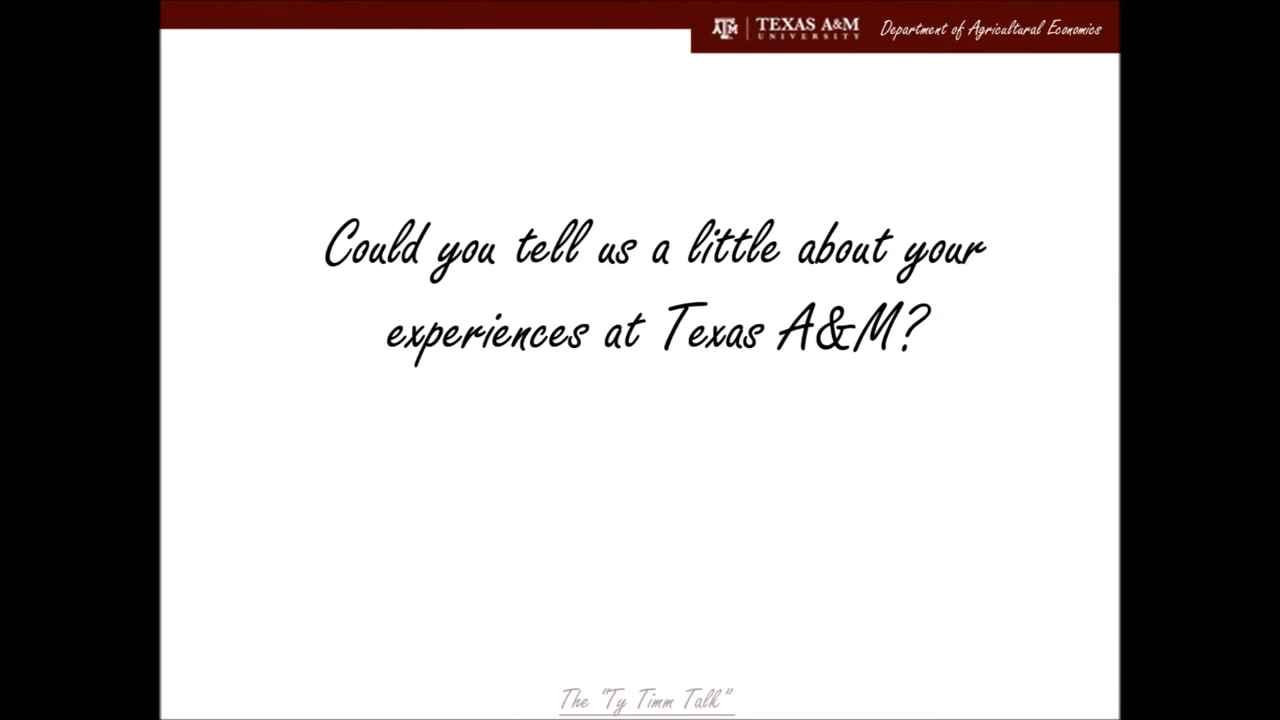 TEXAS A&M
UNIVERSITY
Department of Agricultural Economics
Could you tell us a little about your
experiences at Texas A&M?
The "Ty Timm Talk"